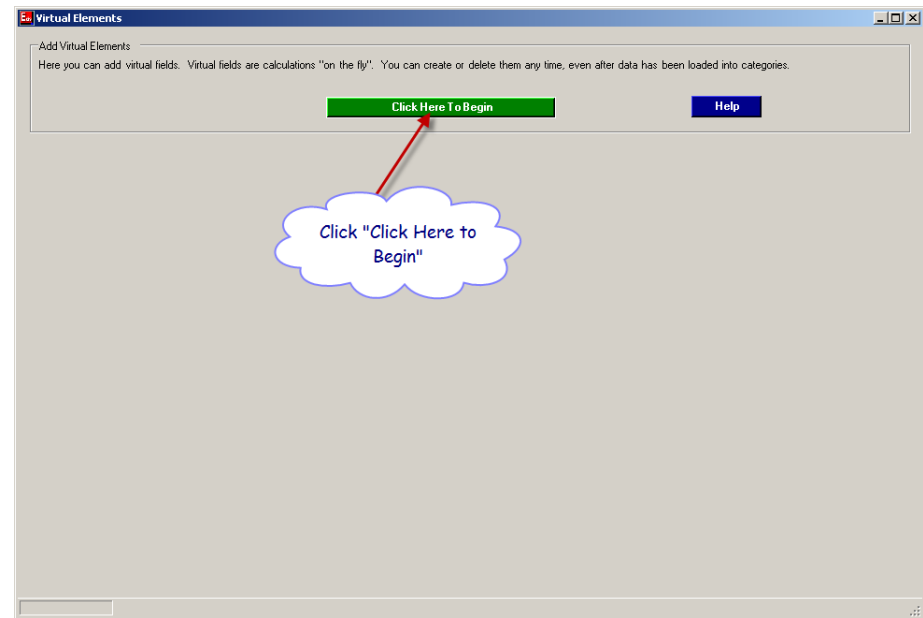 Virtual Elements
Add Virtual Elements
Here you can add virtual fields.  Virtual fields are calculations "on the fly".  You can create or delete them any time, even after data has been loaded into categories.
Click Here To Begin
Help
Click "Click Here to
Begin"